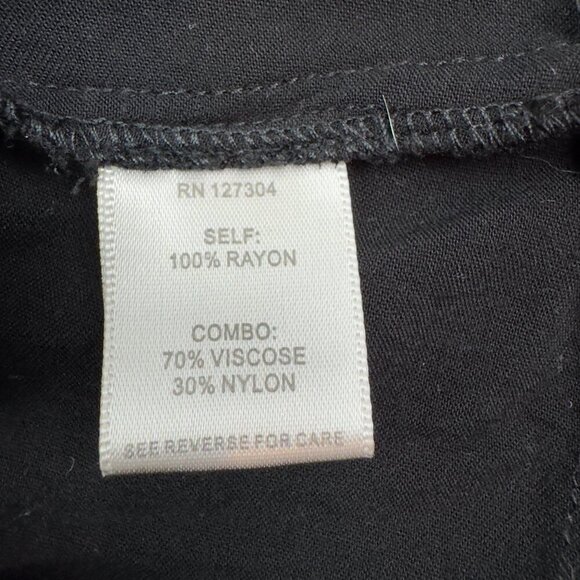 RN 127304
SELF:
100% RAYON
COMBO:
70% VISCOSE
30% NYLON
SEE REVERSE FOR CARE